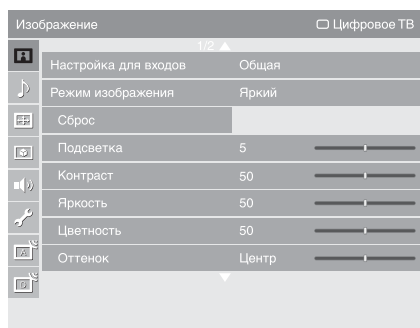 Изображение Цифровое ТВ
1/2
Настройка для входов Общая
Режим изображения Яркий
Сброс
Подсветка 5
Контраст 50
Яркость 50
Цветность 50
Оттенок Центр
A
D